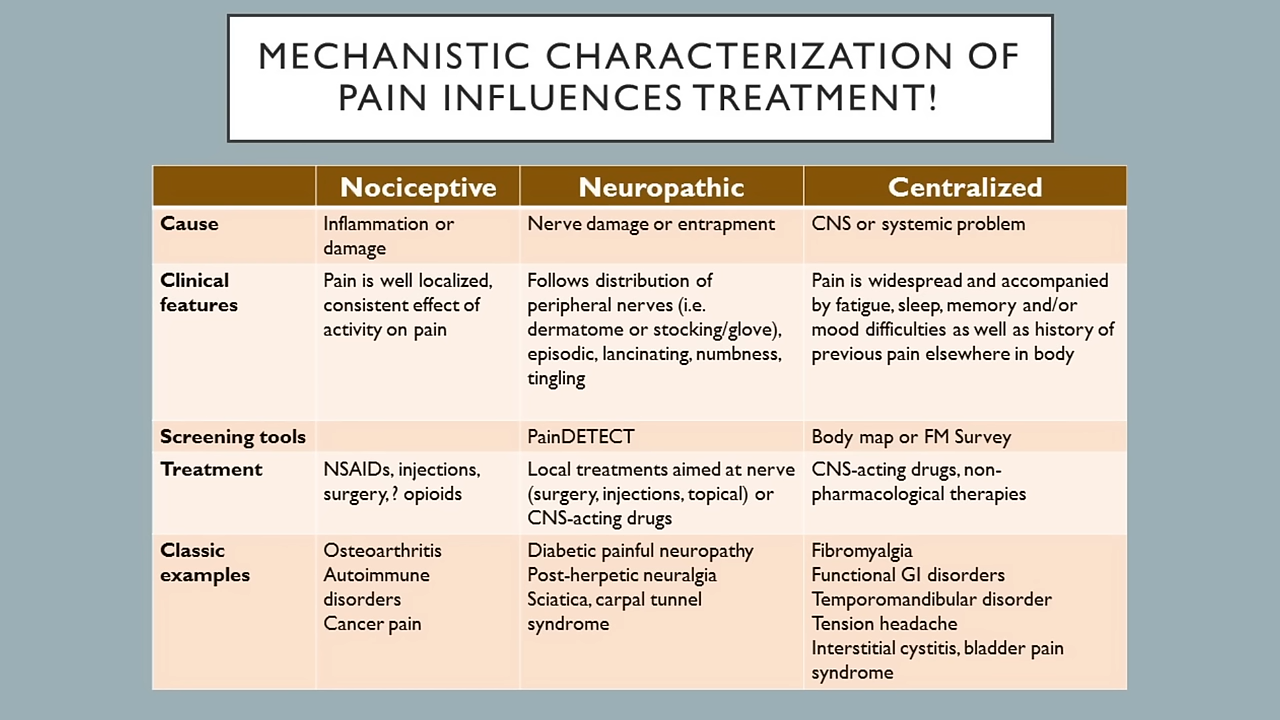 MECHANISTIC CHARACTERIZATION OF
PAIN INFLUENCES TREATMENT!
Nociceptive
Neuropathic
Centralized
Cause
Inflammation or
damage
Nerve damage or entrapment
CNS or systemic problem
Clinical
features
Pain is well localized,
consistent effect of
activity on pain
Follows distribution of
peripheral nerves (i.e.
dermatome or stocking/glove),
episodic, lancinating, numbness,
tingling
Pain is widespread and accompanied
by fatigue, sleep, memory and/or
mood difficulties as well as history of
previous pain elsewhere in body
Screening tools
PainDETECT
Body map or FM Survey
Treatment
NSAIDs, injections,
surgery, ? opioids
Local treatments aimed at nerve
(surgery, injections, topical) or
CNS-acting drugs
CNS-acting drugs, non-
pharmacological therapies
Classic
examples
Osteoarthritis
Autoimmune
disorders
Cancer pain
Diabetic painful neuropathy
Post-herpetic neuralgia
Sciatica, carpal tunnel
syndrome
Fibromyalgia
Functional GI disorders
Temporomandibular disorder
Tension headache
Interstitial cystitis, bladder pain
syndrome